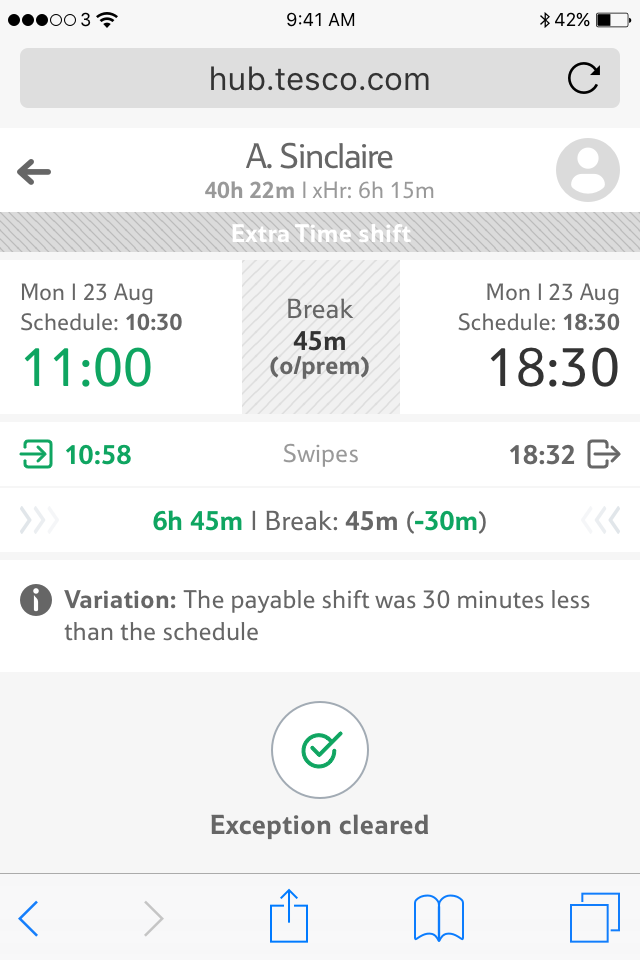 3 9:41 AM 42%
hub.tesco.com
A. Sinclaire
40h 22m | xHr: 6h 15m
Extra Time shift
Mon | 23 Aug
Schedule: 10:30
11:00
Break
45m
(o/prem)
Mon | 23 Aug
Schedule: 18:30
18:30
10:58 Swipes 18:32
6h 45m | Break: 45m (-30m)
Variation: The payable shift was 30 minutes less
than the schedule
Exception cleared